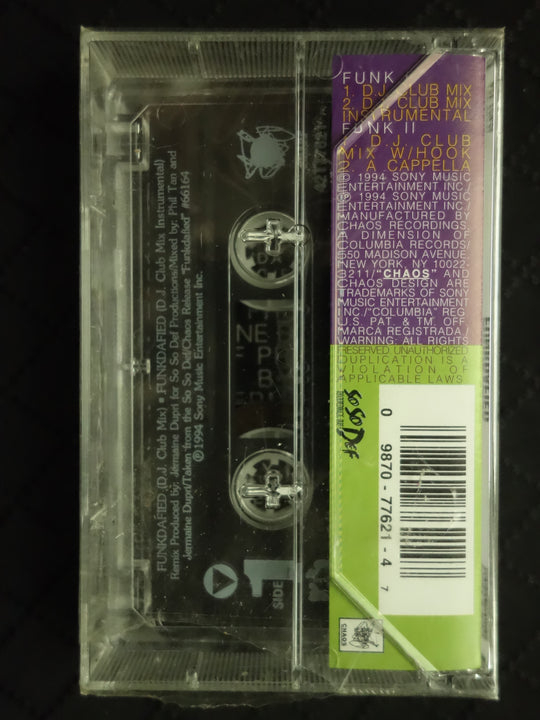 FUNK I
1. D.J. CLUB MIX
2. D.J. CLUB MIX
INSTRUMENTAL
FUNK II
1. D.J. CLUB
MIX W/HOOK
2. A CAPPELLA
© 1994 SONY MUSIC
ENTERTAINMENT INC./
℗ 1994 SONY MUSIC
ENTERTAINMENT INC./
MANUFACTURED BY
CHAOS RECORDINGS,
A DIMENSION OF
COLUMBIA RECORDS/
550 MADISON AVENUE,
NEW YORK, NY 10022-
3211/"CHAOS" AND
CHAOS DESIGN ARE
TRADEMARKS OF SONY
MUSIC ENTERTAINMENT
INC./"COLUMBIA" REG.
U.S. PAT. & TM. OFF.
MARCA REGISTRADA./
WARNING: ALL RIGHTS
RESERVED. UNAUTHORIZED
DUPLICATION IS A
VIOLATION OF
APPLICABLE LAWS.
SO SO DEF
0 9870-77621-4 7
CHAOS
FUNKDAFIED (D.J. Club Mix) • FUNKDAFIED (D.J. Club Mix Instrumental)
Remix Produced by: Jermaine Dupri for So So Def Productions/Mixed by: Phil Tan and
Jermaine Dupri/Taken from the So So Def/Chaos Release "Funkdafied" #66164
℗1994 Sony Music Entertainment Inc.
SIDE 1